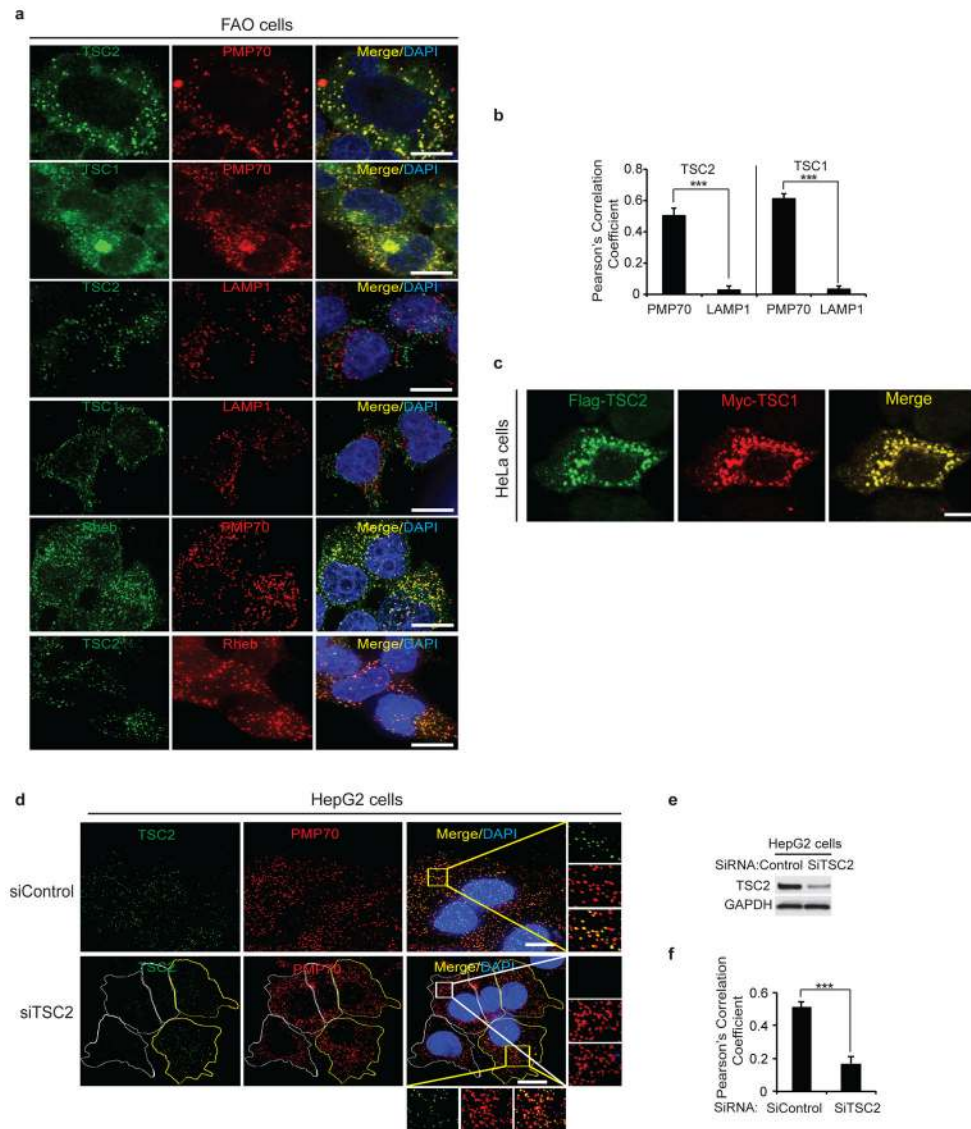 a
FAO cells
TSC2 PMP70 Merge/DAPI
TSC1 PMP70 Merge/DAPI
TSC2 LAMP1 Merge/DAPI
TSC1 LAMP1 Merge/DAPI
Rheb PMP70 Merge/DAPI
TSC2 Rheb Merge/DAPI
b
Pearson's Correlation
Coefficient
0.8
0.6
0.4
0.2
0
TSC2 TSC1
*** ***
PMP70 LAMP1 PMP70 LAMP1
c
HeLa cells
Flag-TSC2 Myc-TSC1 Merge
d
HepG2 cells
TSC2 PMP70 Merge/DAPI
siControl
TSC2 PMP70 Merge/DAPI
siTSC2
e
HepG2 cells
SiRNA:Control SiTSC2
TSC2
GAPDH
f
Pearson's Correlation
Coefficient
0.6
0.4
0.2
0
***
SiRNA: SiControl SiTSC2